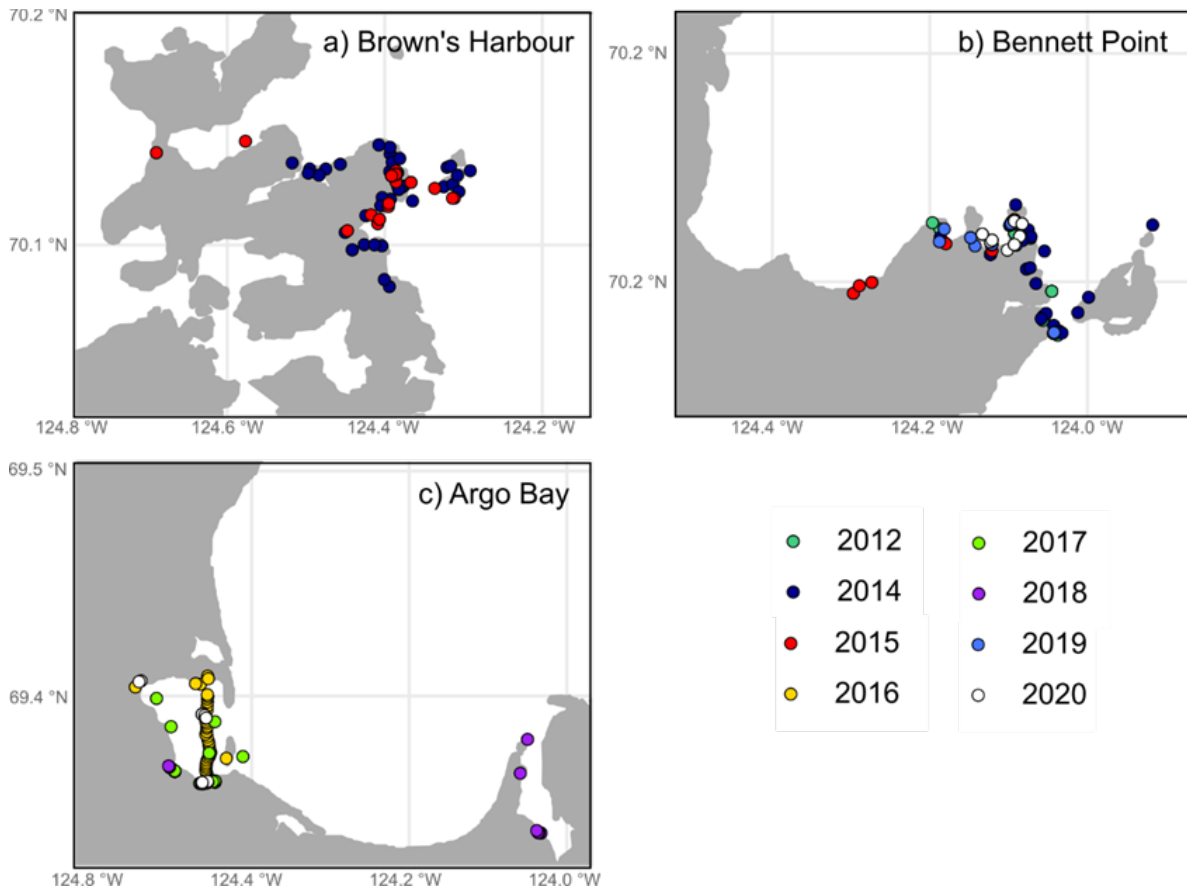 70.2 °N
a) Brown's Harbour
70.1 °N
124.8 °W 124.6 °W 124.4 °W 124.2 °W
b) Bennett Point
70.2 °N
70.2 °N
124.4 °W 124.2 °W 124.0 °W
69.5 °N
c) Argo Bay
69.4 °N
124.8 °W 124.4 °W 124.2 °W 124.0 °W
2012 2017
2014 2018
2015 2019
2016 2020